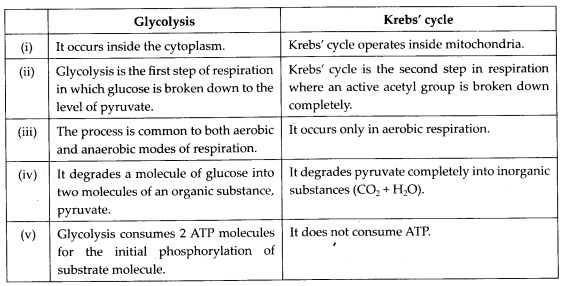 Glycolysis Krebs' cycle
(i) It occurs inside the cytoplasm. Krebs' cycle operates inside mitochondria.
(ii) Glycolysis is the first step of respiration Krebs' cycle is the second step in respiration
in which glucose is broken down to the where an active acetyl group is broken down
level of pyruvate. completely.
(iii) The process is common to both aerobic It occurs only in aerobic respiration.
and anaerobic modes of respiration.
(iv) It degrades a molecule of glucose into It degrades pyruvate completely into inorganic
two molecules of an organic substance, substances (CO₂ + H₂O).
pyruvate.
(v) Glycolysis consumes 2 ATP molecules It does not consume ATP.
for the initial phosphorylation of
substrate molecule.